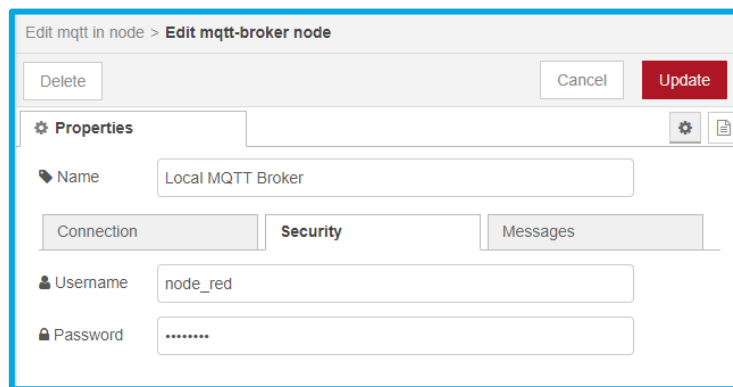 Edit mqtt in node > Edit mqtt-broker node
Delete Cancel Update
Properties
Name Local MQTT Broker
Connection Security Messages
Username node_red
Password ••••••••